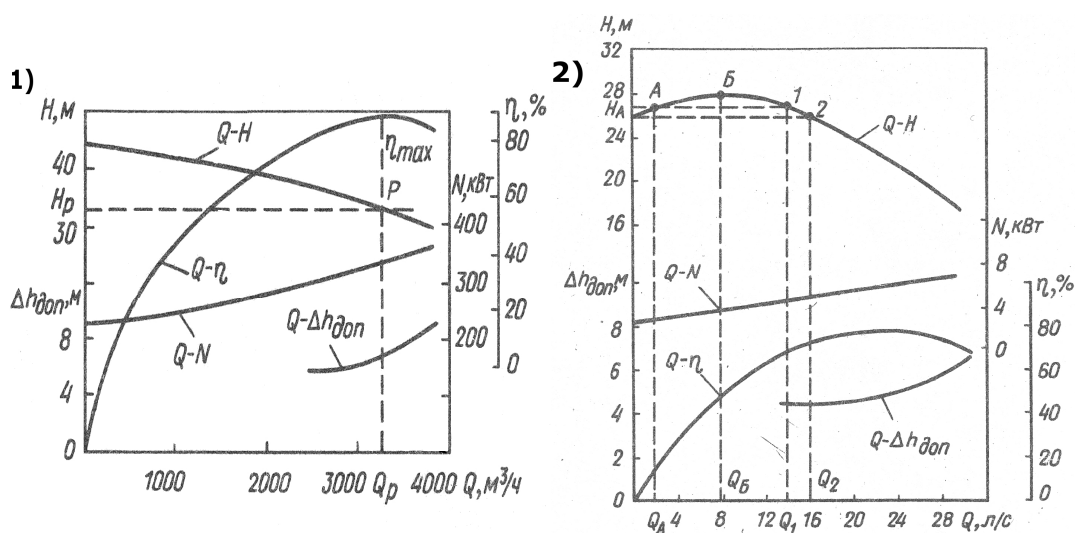 1)
H, м
η, %
Q-H
80
ηmax
40
P
N, кВт
60
Hp
400
30
40
Q-η
300
Δhдоп, м
Q-N
Q-Δhдоп
20
8
200
0
4
0
1000
2000
3000
Qp
4000
Q, м³/ч
2)
H, м
32
28
A
Б
1
HA
2
24
Q-H
20
16
N, кВт
Q-N
8
Δhдоп, м
η, %
4
8
80
0
6
Q-η
60
4
40
Q-Δhдоп
2
QБ
Q2
20
0
0
QA
4
8
12
Q1
16
20
24
28
Q, л/с